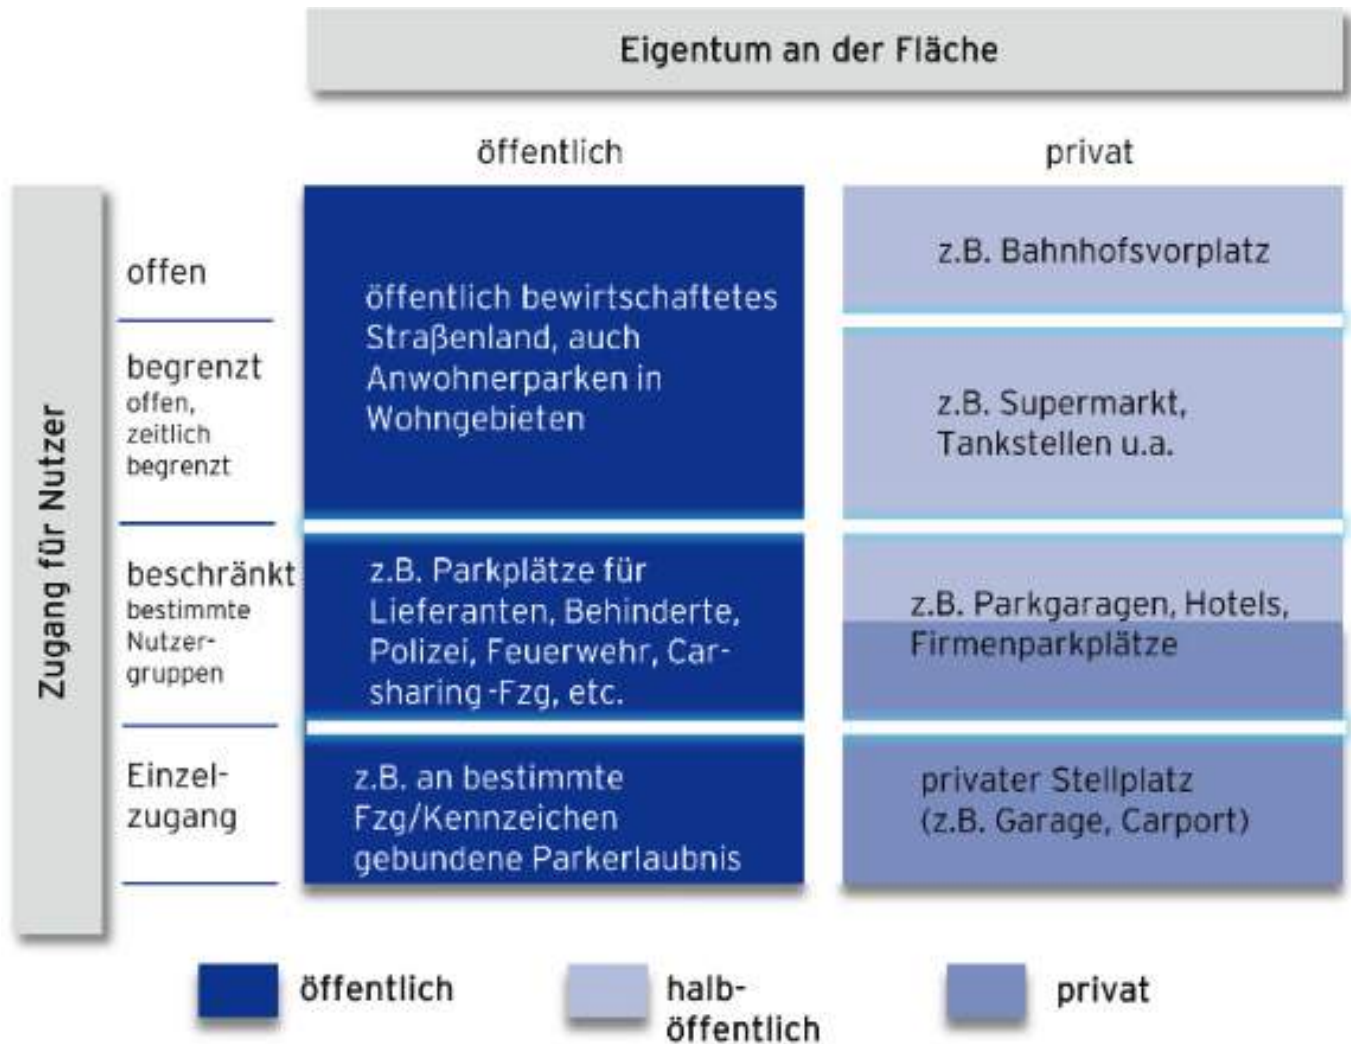 Eigentum an der Fläche
öffentlich
privat
Zugang für Nutzer
offen
öffentlich bewirtschaftetes
Straßenland, auch
Anwohnerparken in
Wohngebieten
z.B. Bahnhofsvorplatz
begrenzt
offen,
zeitlich
begrenzt
z.B. Supermarkt,
Tankstellen u.a.
beschränkt
bestimmte
Nutzer-
gruppen
z.B. Parkplätze für
Lieferanten, Behinderte,
Polizei, Feuerwehr, Car-
sharing-Fzg, etc.
z.B. Parkgaragen, Hotels,
Firmenparkplätze
Einzel-
zugang
z.B. an bestimmte
Fzg/Kennzeichen
gebundene Parkerlaubnis
privater Stellplatz
(z.B. Garage, Carport)
öffentlich
halb-
öffentlich
privat